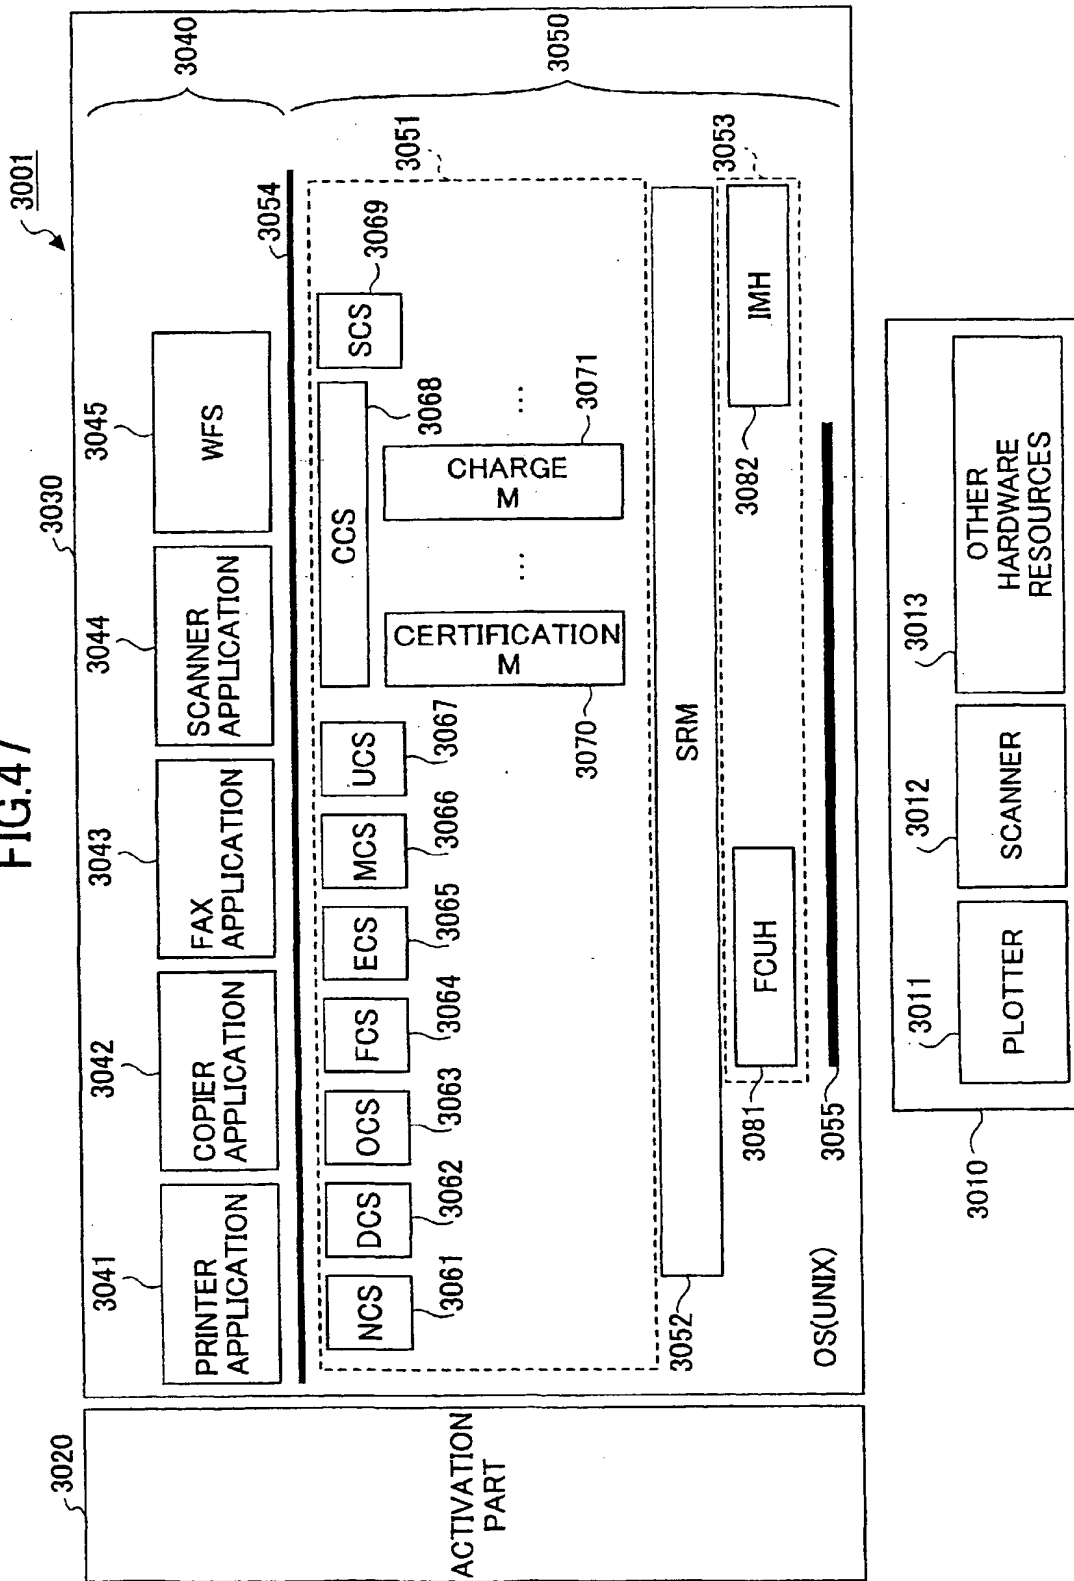 FIG.47
3001
3020
ACTIVATION
PART
3030
3040
3041
PRINTER
APPLICATION
3042
COPIER
APPLICATION
3043
FAX
APPLICATION
3044
SCANNER
APPLICATION
3045
WFS
3054
3050
3051
NCS
3061
DCS
3062
OCS
3063
FCS
3064
ECS
3065
MCS
3066
UCS
3067
CCS
3068
SCS
3069
CERTIFICATION
M
3070
...
CHARGE
M
3071
...
SRM
3052
3053
FCUH
3081
IMH
3082
3055
OS(UNIX)
3010
3011
PLOTTER
3012
SCANNER
3013
OTHER
HARDWARE
RESOURCES